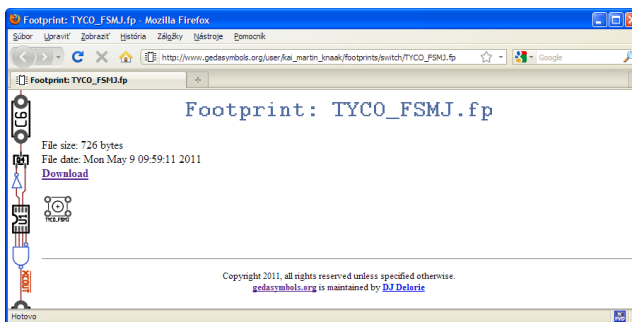 Footprint: TYCO_FSMJ.fp - Mozilla Firefox
Súbor Upraviť Zobraziť História Záložky Nástroje Pomocník
http://www.gedasymbols.org/user/kai_martin_knaak/footprints/switch/TYCO_FSMJ.fp
Google
Footprint: TYCO_FSMJ.fp
Footprint: TYCO_FSMJ.fp
File size: 726 bytes
File date: Mon May 9 09:59:11 2011
Download
TYCO_FSMJ
C6
U1
XOUT
Copyright 2011, all rights reserved unless specified otherwise.
gedasymbols.org is maintained by DJ Delorie
Hotovo